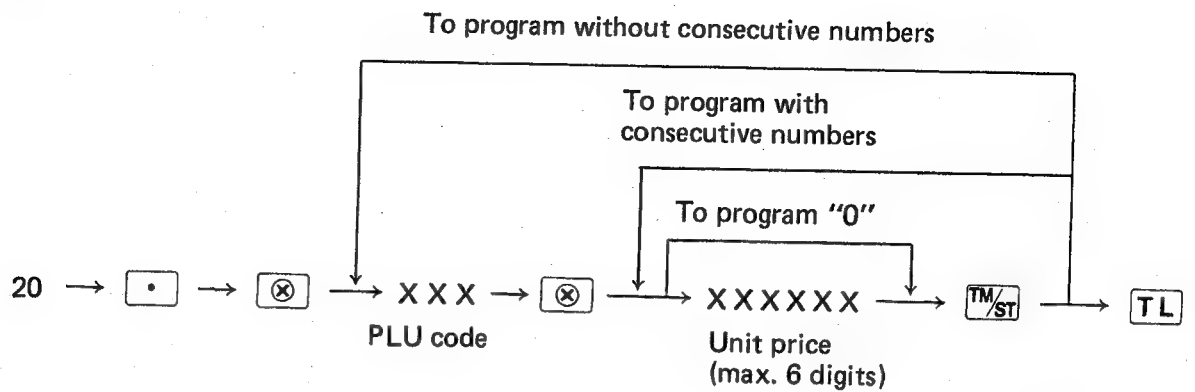 To program without consecutive numbers
To program with
consecutive numbers
To program “0”
20 → • → ⊗ → XXX → ⊗ → XXXXXX → TM/ST → TL
PLU code
Unit price
(max. 6 digits)